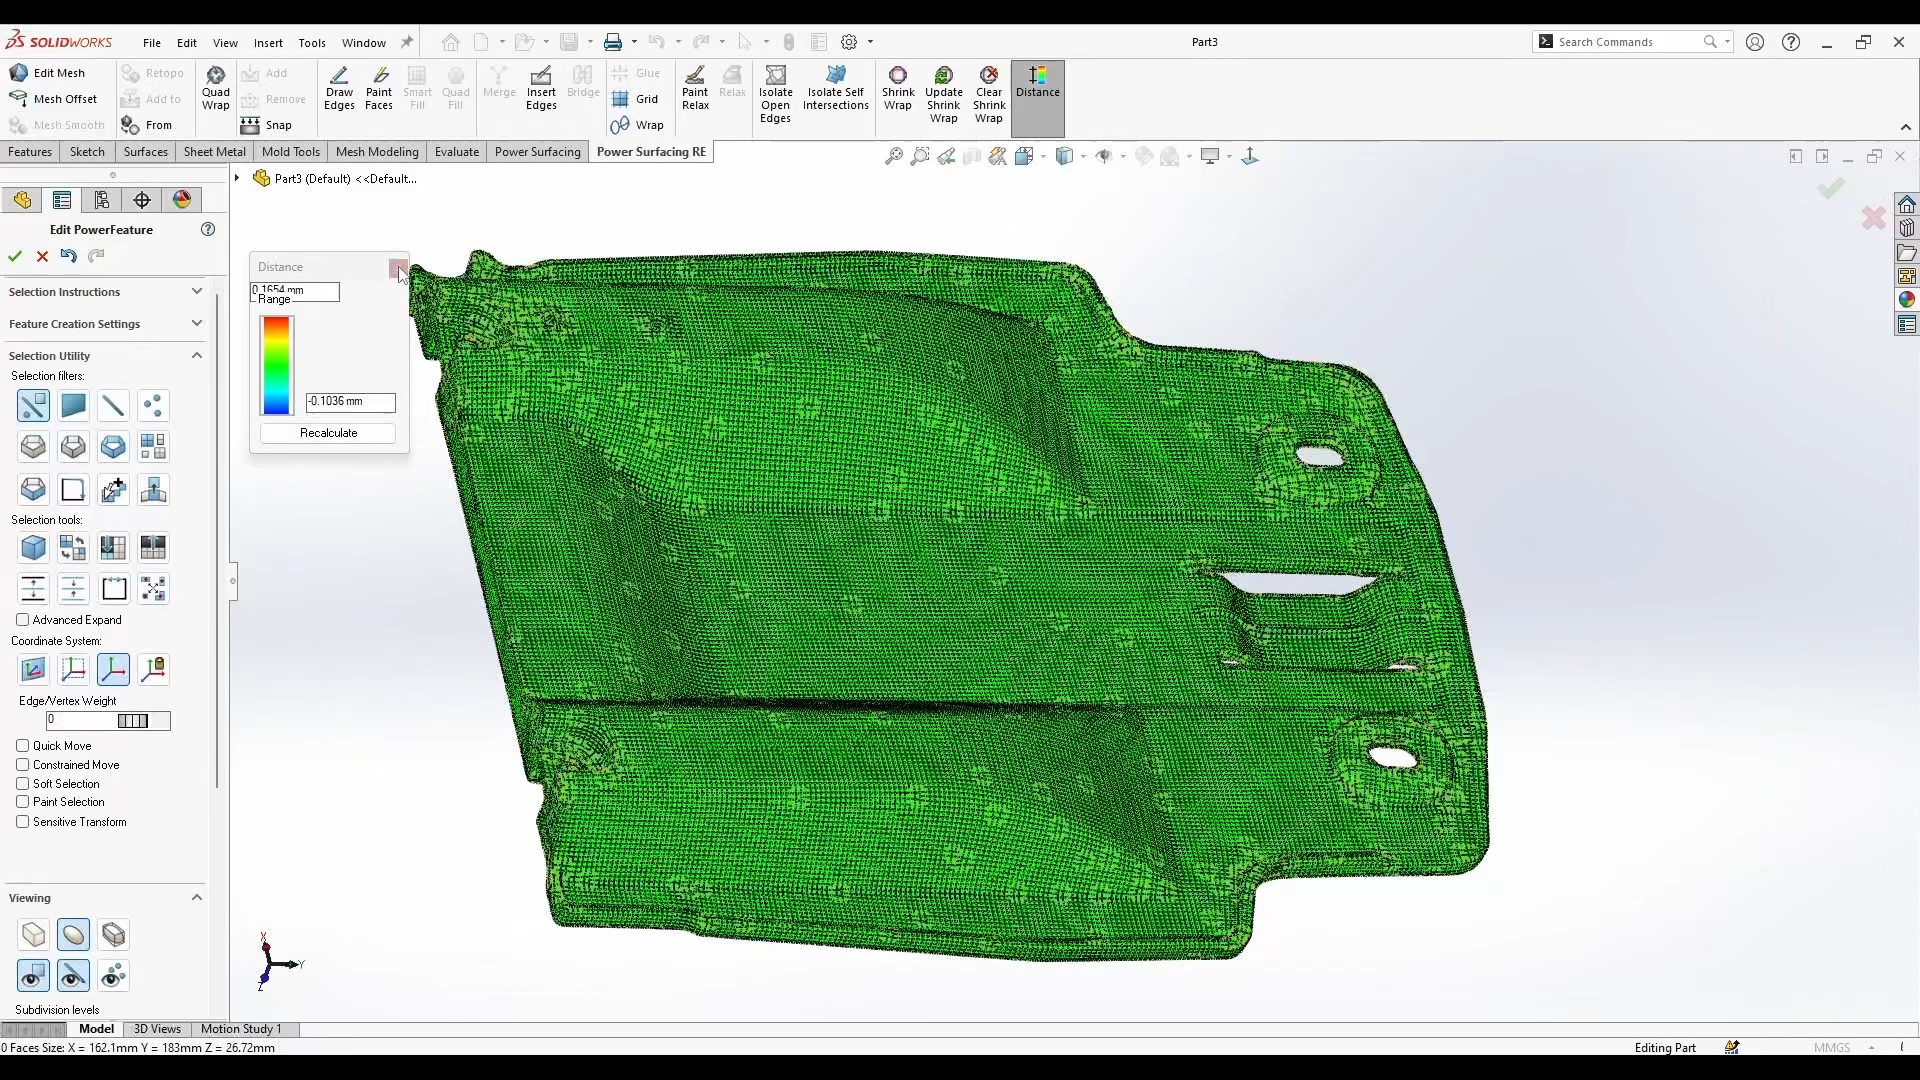 SOLIDWORKS
File Edit View Insert Tools Window
Part3
Search Commands
Edit Mesh
Mesh Offset
Mesh Smooth
Retopo
Add to
From
Quad Wrap
Add
Remove
Snap
Draw Edges
Paint Faces
Smart Fill
Quad Fill
Merge
Insert Edges
Bridge
Glue
Grid
Wrap
Paint Relax
Relax
Isolate Open Edges
Isolate Self Intersections
Shrink Wrap
Update Shrink Wrap
Clear Shrink Wrap
Distance
Features Sketch Surfaces Sheet Metal Mold Tools Mesh Modeling Evaluate Power Surfacing Power Surfacing RE
Part3 (Default) <<Default...
Edit PowerFeature
Selection Instructions
Feature Creation Settings
Selection Utility
Selection filters:
Selection tools:
Advanced Expand
Coordinate System:
Edge/Vertex Weight
0
Quick Move
Constrained Move
Soft Selection
Paint Selection
Sensitive Transform
Viewing
Subdivision levels
Distance
0.1654 mm
Range
-0.1036 mm
Recalculate
X
Y
Z
Model 3D Views Motion Study 1
0 Faces Size: X = 162.1mm Y = 183mm Z = 26.72mm
Editing Part
MMGS